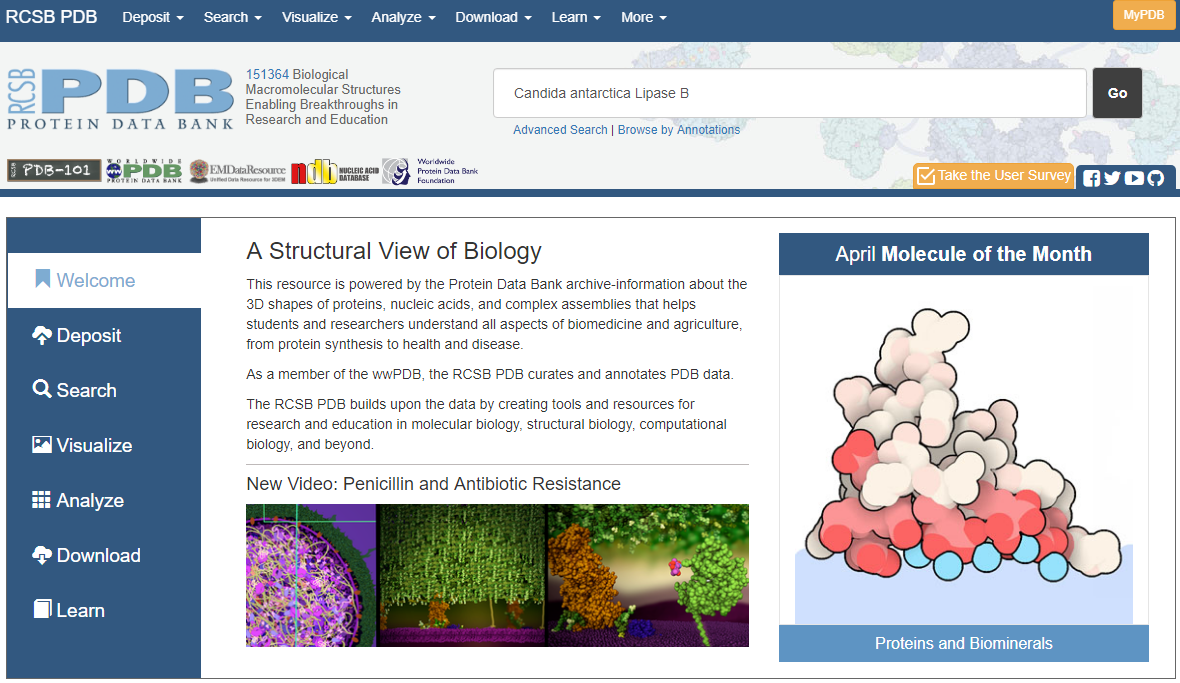 RCSB PDB Deposit Search Visualize Analyze Download Learn More MyPDB
RCSB
PDB
PROTEIN DATA BANK
151364 Biological
Macromolecular Structures
Enabling Breakthroughs in
Research and Education
Candida antarctica Lipase B
Go
Advanced Search | Browse by Annotations
PDB-101
WORLDWIDE
PDB
PROTEIN DATA BANK
EMDataResource
Unified Data Resource for 3DEM
ndb
NUCLEIC ACID
DATABASE
Worldwide
Protein Data Bank
Foundation
Take the User Survey
Welcome
Deposit
Search
Visualize
Analyze
Download
Learn
A Structural View of Biology
This resource is powered by the Protein Data Bank archive-information about the
3D shapes of proteins, nucleic acids, and complex assemblies that helps
students and researchers understand all aspects of biomedicine and agriculture,
from protein synthesis to health and disease.
As a member of the wwPDB, the RCSB PDB curates and annotates PDB data.
The RCSB PDB builds upon the data by creating tools and resources for
research and education in molecular biology, structural biology, computational
biology, and beyond.
New Video: Penicillin and Antibiotic Resistance
April Molecule of the Month
Proteins and Biominerals